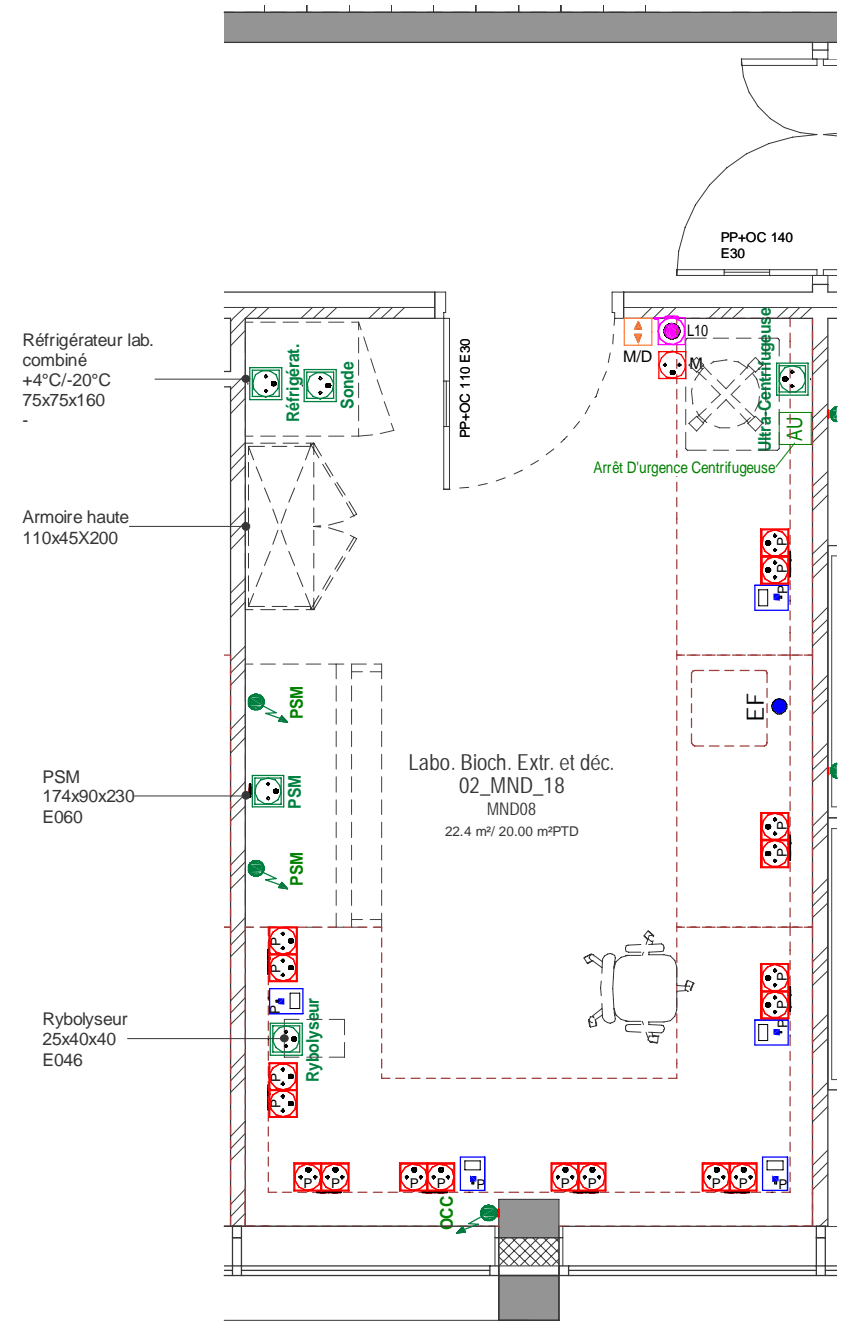 PP+OC 140
E30
Réfrigérateur lab.
combiné
+4°C/-20°C
75x75x160
-
Réfrigérat.
Sonde
PP+OC 110 E30
M/D
L10
M
Ultra-Centrifugeuse
AU
Arrêt D'urgence Centrifugeuse
Armoire haute
110x45X200
P
P
P
PSM
EF
PSM
174x90x230
E060
PSM
Labo. Bioch. Extr. et déc.
02_MND_18
MND08
22.4 m²/ 20.00 m²PTD
PSM
P
P
P
P
P
P
P
P
Rybolyseur
25x40x40
E046
Rybolyseur
P
P
P
P
P
P
P
P
P
P
P
P
OCC